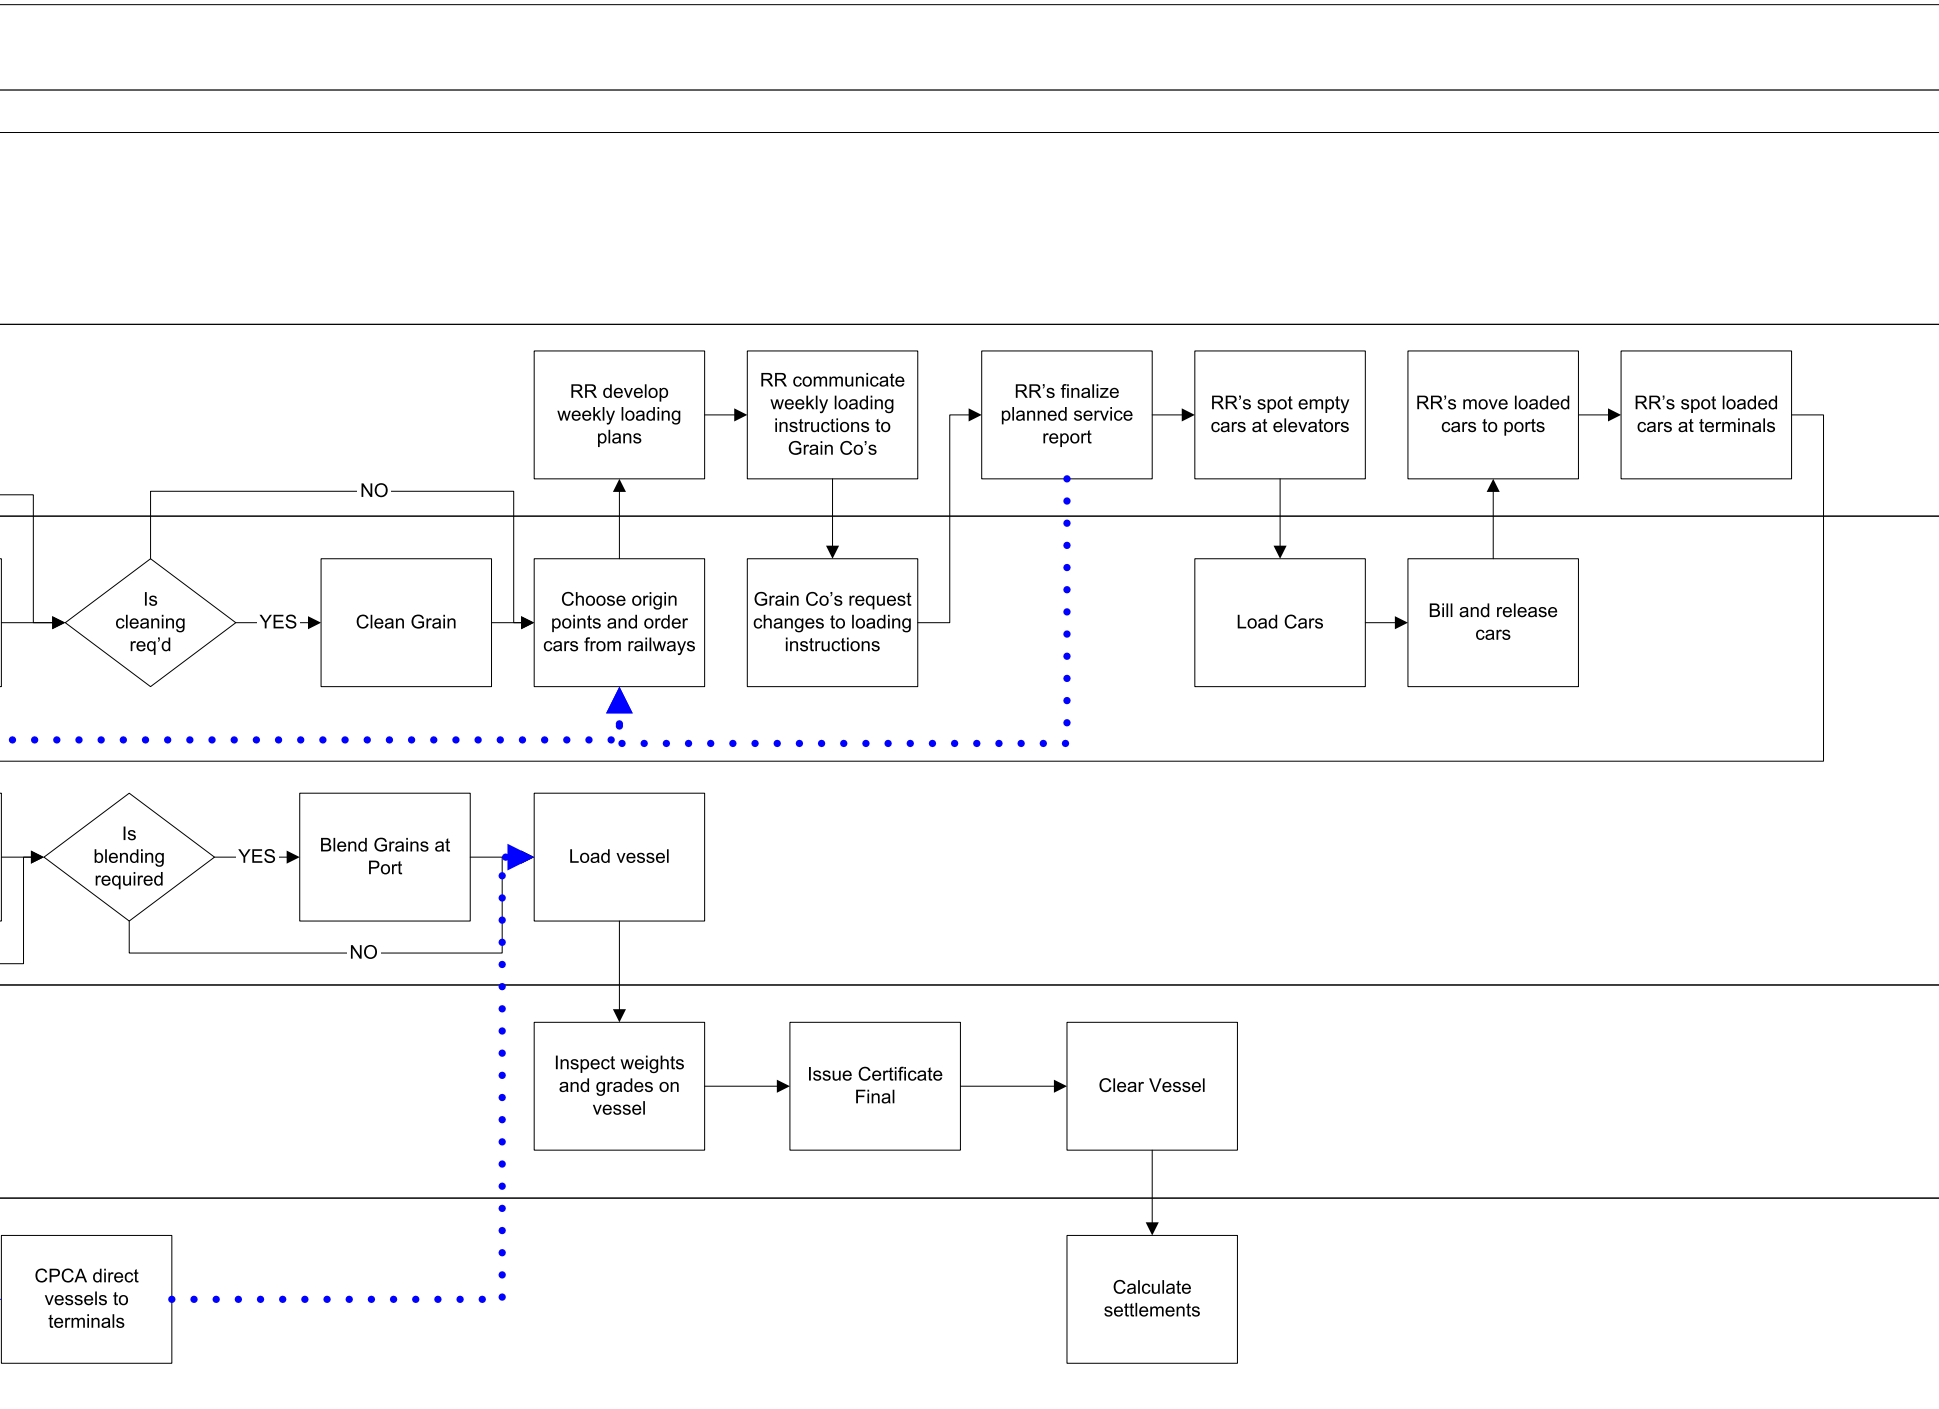 RR develop
weekly loading
plans
RR communicate
weekly loading
instructions to
Grain Co’s
RR’s finalize
planned service
report
RR’s spot empty
cars at elevators
RR’s move loaded
cars to ports
RR’s spot loaded
cars at terminals
NO
Is
cleaning
req’d
YES
Clean Grain
Choose origin
points and order
cars from railways
Grain Co’s request
changes to loading
instructions
Load Cars
Bill and release
cars
Is
blending
required
YES
Blend Grains at
Port
Load vessel
NO
Inspect weights
and grades on
vessel
Issue Certificate
Final
Clear Vessel
CPCA direct
vessels to
terminals
Calculate
settlements